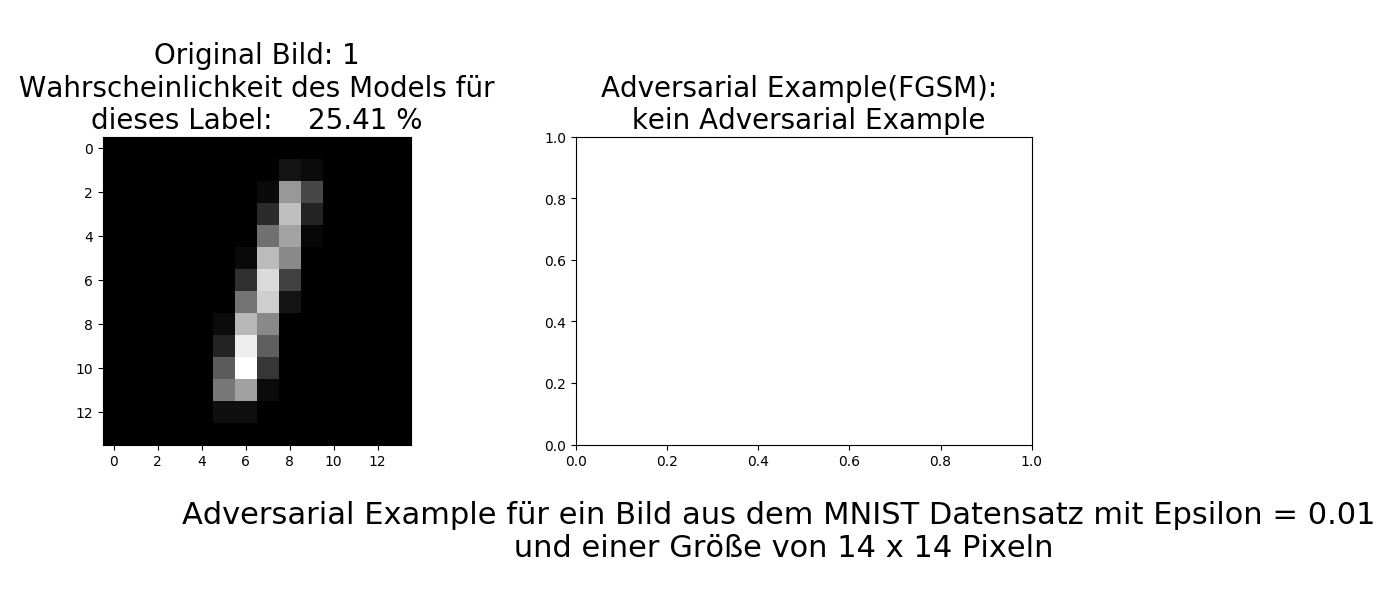 Original Bild: 1
Wahrscheinlichkeit des Models für
dieses Label:    25.41 %
Adversarial Example(FGSM):
kein Adversarial Example
0
2
4
6
8
10
12
0 2 4 6 8 10 12
1.0
0.8
0.6
0.4
0.2
0.0
0.0 0.2 0.4 0.6 0.8 1.0
Adversarial Example für ein Bild aus dem MNIST Datensatz mit Epsilon = 0.01
und einer Größe von 14 x 14 Pixeln